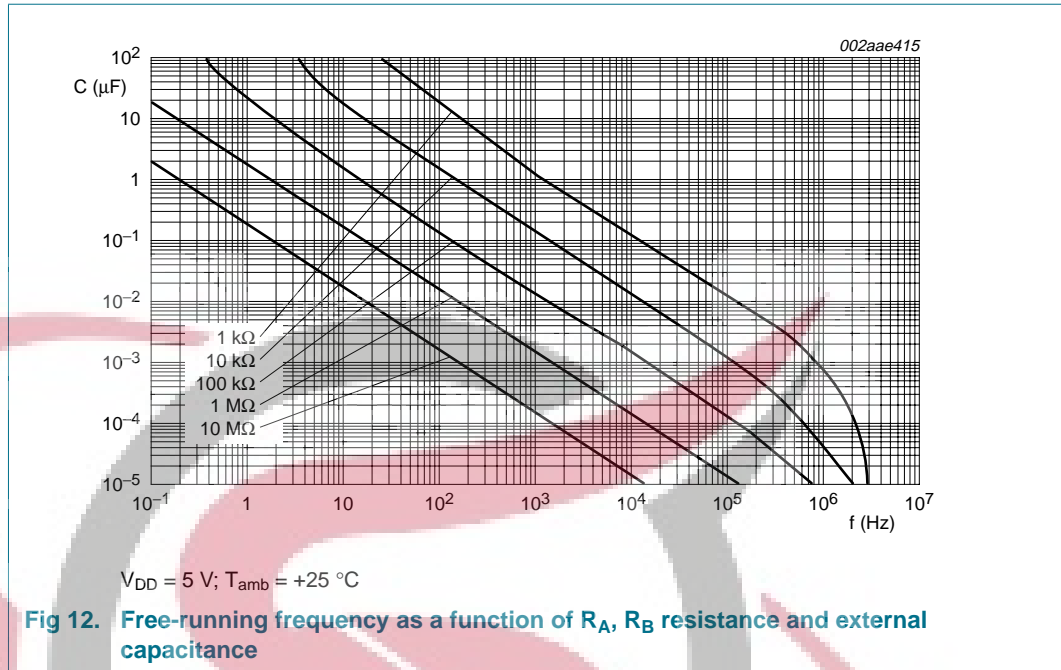 002aae415
C (μF)
10²
10
1
10⁻¹
10⁻²
10⁻³
10⁻⁴
10⁻⁵
1 kΩ
10 kΩ
100 kΩ
1 MΩ
10 MΩ
10⁻¹ 1 10 10² 10³ 10⁴ 10⁵ 10⁶ 10⁷
f (Hz)
V_DD = 5 V; T_amb = +25 °C
Fig 12. Free-running frequency as a function of R_A, R_B resistance and external
capacitance